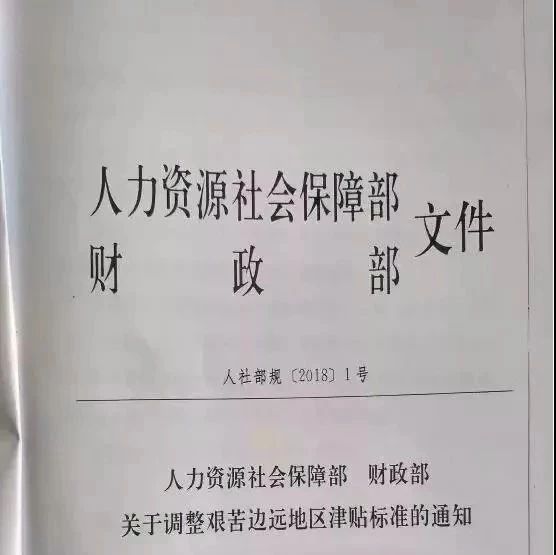 人力资源社会保障部
财政部
文件
人社部规〔2018〕1号
人力资源社会保障部 财政部
关于调整艰苦边远地区津贴标准的通知